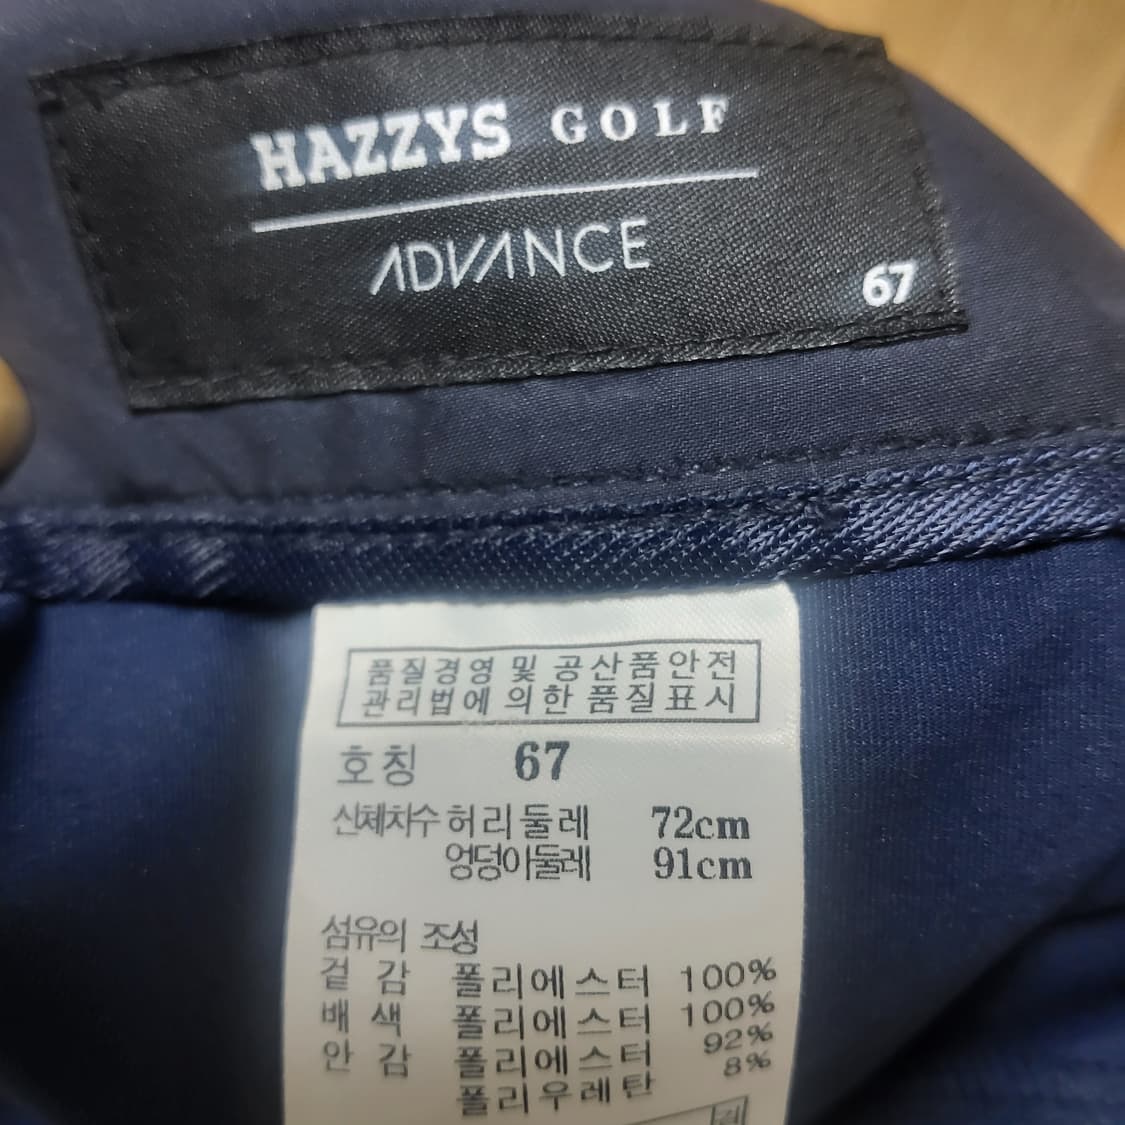 HAZZYS GOLF
ADVANCE
67
품질경영 및 공산품안전
관리법에 의한 품질표시
호칭 67
신체치수 허리둘레 72cm
엉덩이둘레 91cm
섬유의 조성
겉감 폴리에스터 100%
배색 폴리에스터 100%
안감 폴리에스터 92%
폴리우레탄 8%